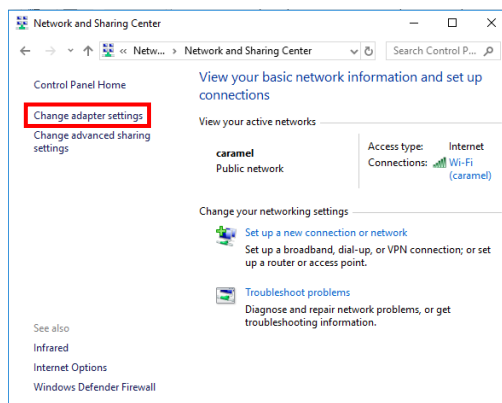 Network and Sharing Center
« Netw... › Network and Sharing Center
Search Control P...
Control Panel Home
Change adapter settings
Change advanced sharing
settings
View your basic network information and set up
connections
View your active networks
caramel
Public network
Access type: Internet
Connections: Wi-Fi
(caramel)
Change your networking settings
Set up a new connection or network
Set up a broadband, dial-up, or VPN connection; or set
up a router or access point.
Troubleshoot problems
Diagnose and repair network problems, or get
troubleshooting information.
See also
Infrared
Internet Options
Windows Defender Firewall